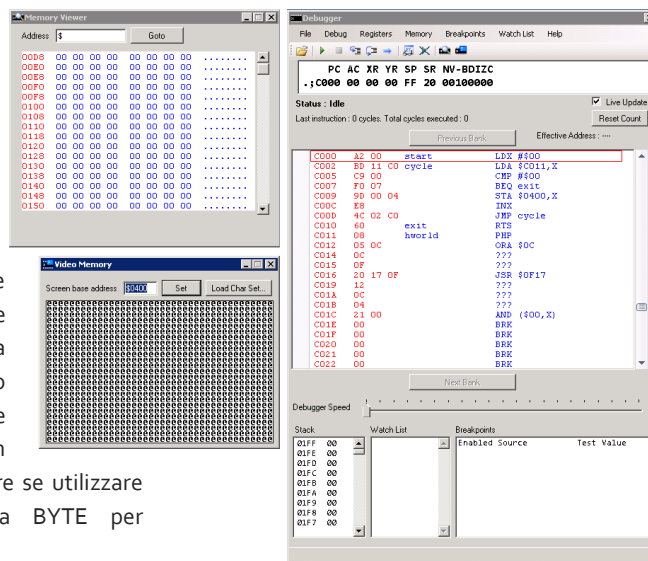 Memory Viewer
Address $ Goto
00D8 00 00 00 00 00 00 00 00 ........
00E0 00 00 00 00 00 00 00 00 ........
00E8 00 00 00 00 00 00 00 00 ........
00F0 00 00 00 00 00 00 00 00 ........
00F8 00 00 00 00 00 00 00 00 ........
0100 00 00 00 00 00 00 00 00 ........
0108 00 00 00 00 00 00 00 00 ........
0110 00 00 00 00 00 00 00 00 ........
0118 00 00 00 00 00 00 00 00 ........
0120 00 00 00 00 00 00 00 00 ........
0128 00 00 00 00 00 00 00 00 ........
0130 00 00 00 00 00 00 00 00 ........
0138 00 00 00 00 00 00 00 00 ........
0140 00 00 00 00 00 00 00 00 ........
0148 00 00 00 00 00 00 00 00 ........
0150 00 00 00 00 00 00 00 00 ........
Video Memory
Screen base address $0400 Set Load Char Set...
e
e
a
o
e
n
re se utilizzare
a BYTE per
Debugger
File Debug Registers Memory Breakpoints Watch List Help
PC AC XR YR SP SR NV-BDIZC
.;C000 00 00 00 FF 20 00100000
Status : Idle
Live Update
Last instruction : 0 cycles. Total cycles executed : 0
Reset Count
Previous Bank
Effective Address : ----
C000 A2 00 start LDX #$00
C002 BD 11 C0 cycle LDA $C011,X
C005 C9 00 CMP #$00
C007 F0 07 BEQ exit
C009 9D 00 04 STA $0400,X
C00C E8 INX
C00D 4C 02 C0 JMP cycle
C010 60 exit RTS
C011 08 hworld PHP
C012 05 0C ORA $0C
C014 0C ???
C015 0F ???
C016 20 17 0F JSR $0F17
C019 12 ???
C01A 0C ???
C01B 04 ???
C01C 21 00 AND ($00,X)
C01E 00 BRK
C01F 00 BRK
C020 00 BRK
C021 00 BRK
C022 00 BRK
Next Bank
Debugger Speed
Stack Watch List Breakpoints
Enabled Source Test Value
01FF 00
01FE 00
01FD 00
01FC 00
01FB 00
01FA 00
01F9 00
01F8 00
01F7 00